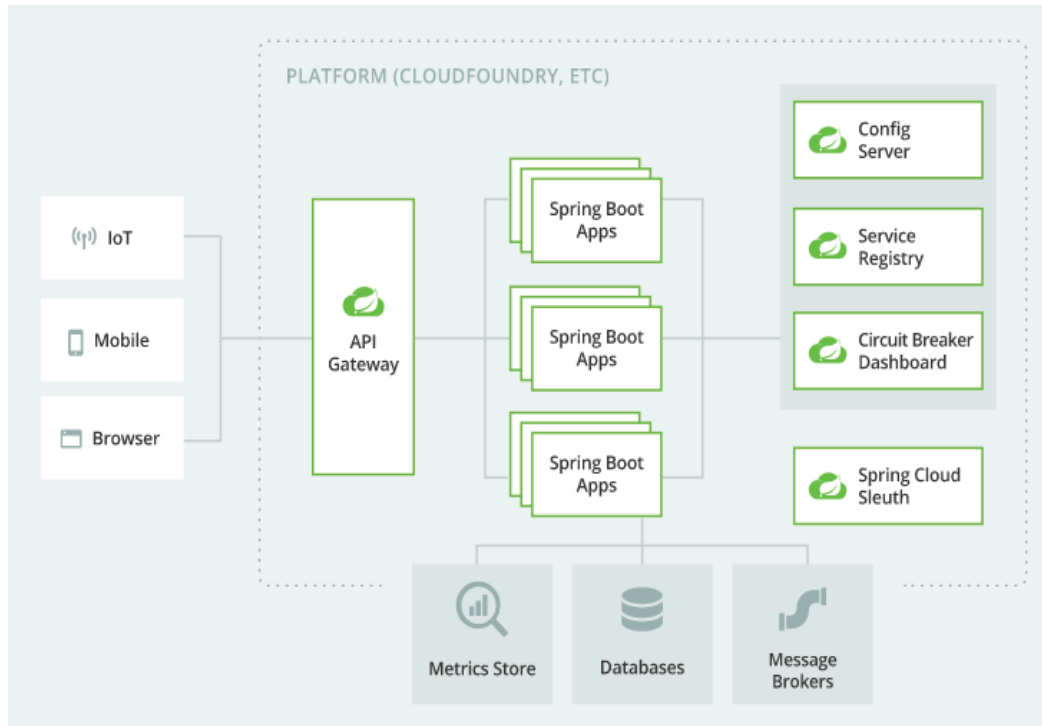 PLATFORM (CLOUDFOUNDRY, ETC)
IoT
Mobile
Browser
API
Gateway
Spring Boot
Apps
Spring Boot
Apps
Spring Boot
Apps
Config
Server
Service
Registry
Circuit Breaker
Dashboard
Spring Cloud
Sleuth
Metrics Store
Databases
Message
Brokers